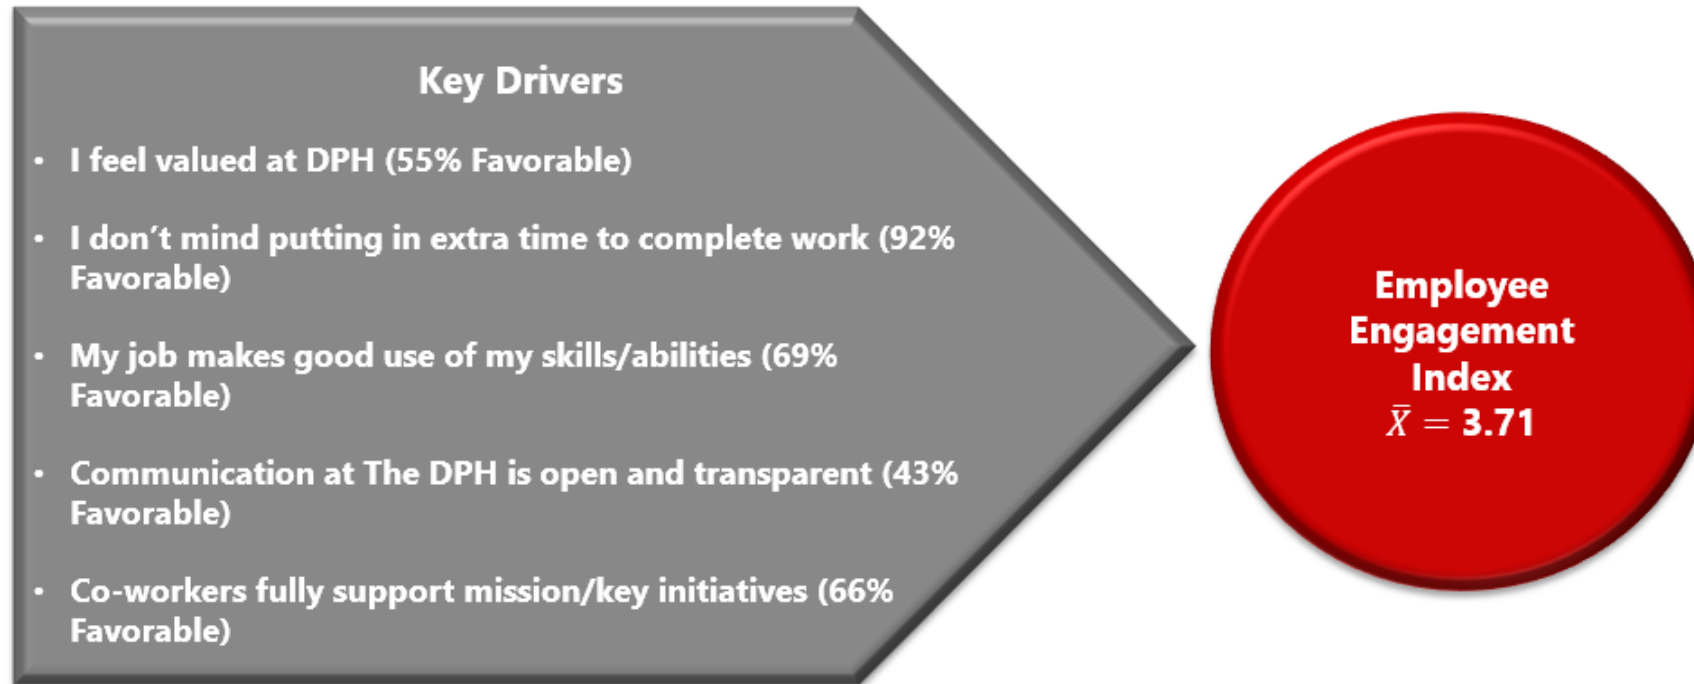 Key Drivers
• I feel valued at DPH (55% Favorable)
• I don’t mind putting in extra time to complete work (92%
Favorable)
• My job makes good use of my skills/abilities (69%
Favorable)
• Communication at The DPH is open and transparent (43%
Favorable)
• Co-workers fully support mission/key initiatives (66%
Favorable)
Employee
Engagement
Index
X̄ = 3.71